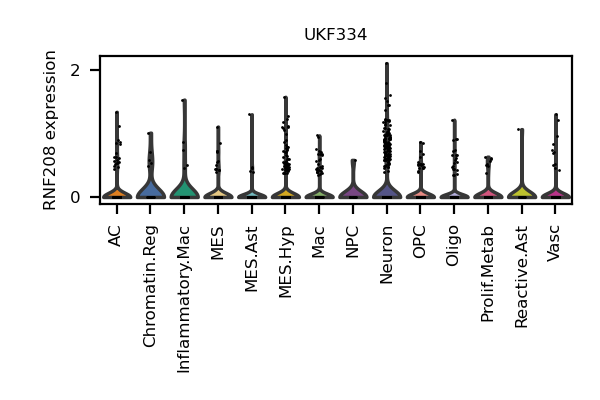 UKF334
RNF208 expression
2
0
AC
Chromatin.Reg
Inflammatory.Mac
MES
MES.Ast
MES.Hyp
Mac
NPC
Neuron
OPC
Oligo
Prolif.Metab
Reactive.Ast
Vasc